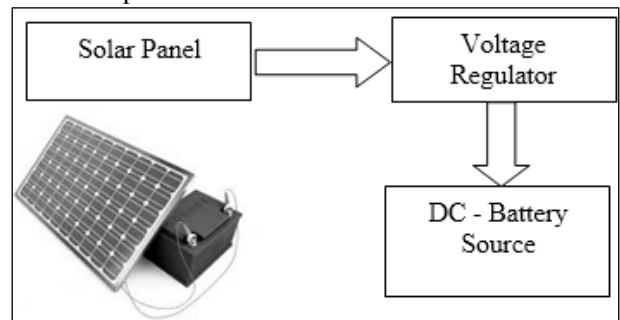 Solar Panel
Voltage
Regulator
DC - Battery
Source